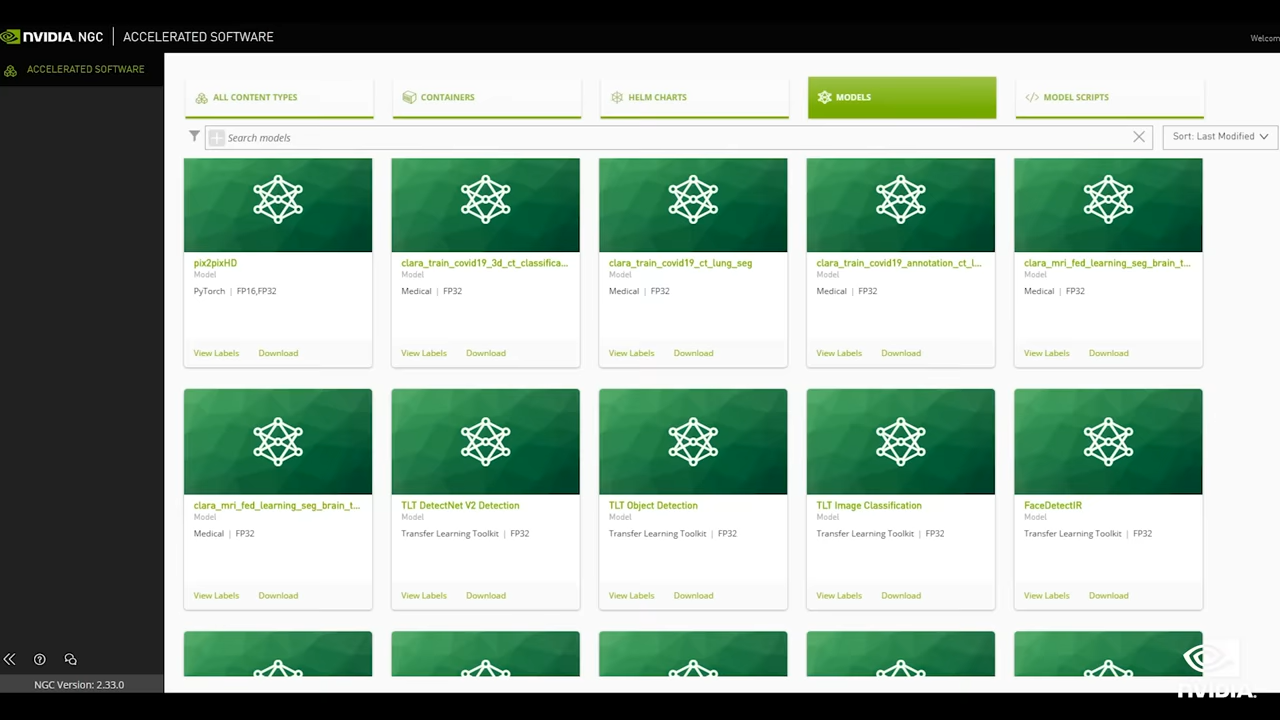 NVIDIA. NGC | ACCELERATED SOFTWARE
Welcom
ACCELERATED SOFTWARE
ALL CONTENT TYPES
CONTAINERS
HELM CHARTS
MODELS
MODEL SCRIPTS
Search models
Sort: Last Modified
pix2pixHD
Model
PyTorch | FP16,FP32
View Labels Download
clara_train_covid19_3d_ct_classifica...
Model
Medical | FP32
View Labels Download
clara_train_covid19_ct_lung_seg
Model
Medical | FP32
View Labels Download
clara_train_covid19_annotation_ct_l...
Model
Medical | FP32
View Labels Download
clara_mri_fed_learning_seg_brain_t...
Model
Medical | FP32
View Labels Download
clara_mri_fed_learning_seg_brain_t...
Model
Medical | FP32
View Labels Download
TLT DetectNet V2 Detection
Model
Transfer Learning Toolkit | FP32
View Labels Download
TLT Object Detection
Model
Transfer Learning Toolkit | FP32
View Labels Download
TLT Image Classification
Model
Transfer Learning Toolkit | FP32
View Labels Download
FaceDetectIR
Model
Transfer Learning Toolkit | FP32
View Labels Download
NGC Version: 2.33.0
NVIDIA.